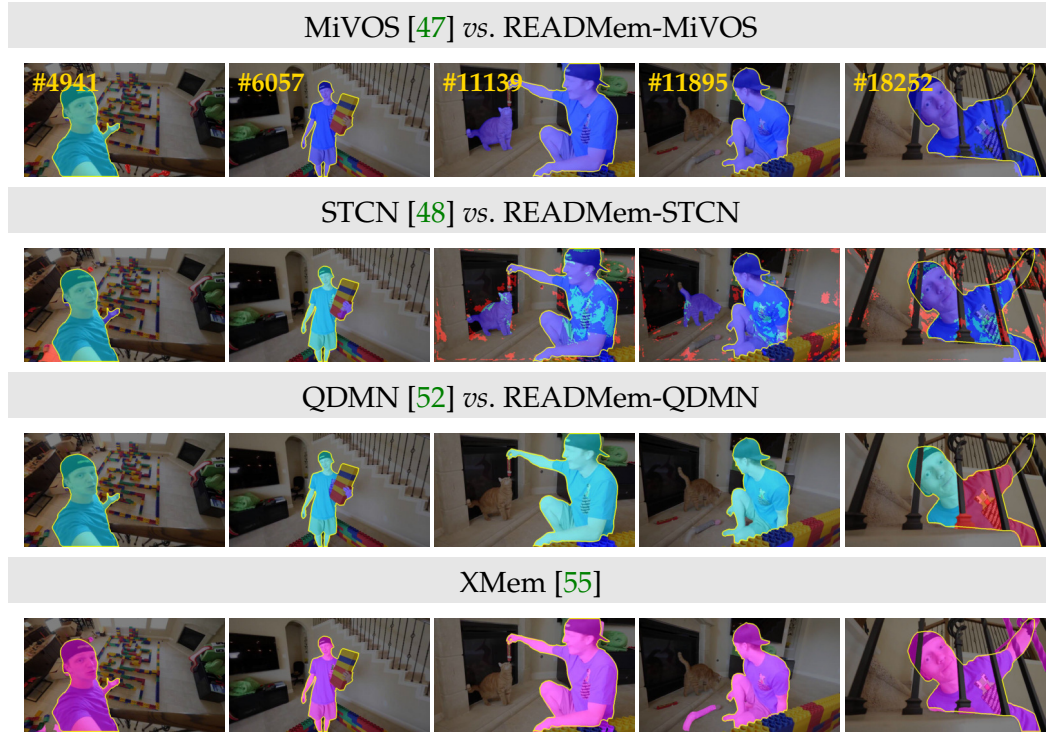 MiVOS [47] vs. READMem-MiVOS
#4941 #6057 #11139 #11895 #18252
STCN [48] vs. READMem-STCN
QDMN [52] vs. READMem-QDMN
XMem [55]